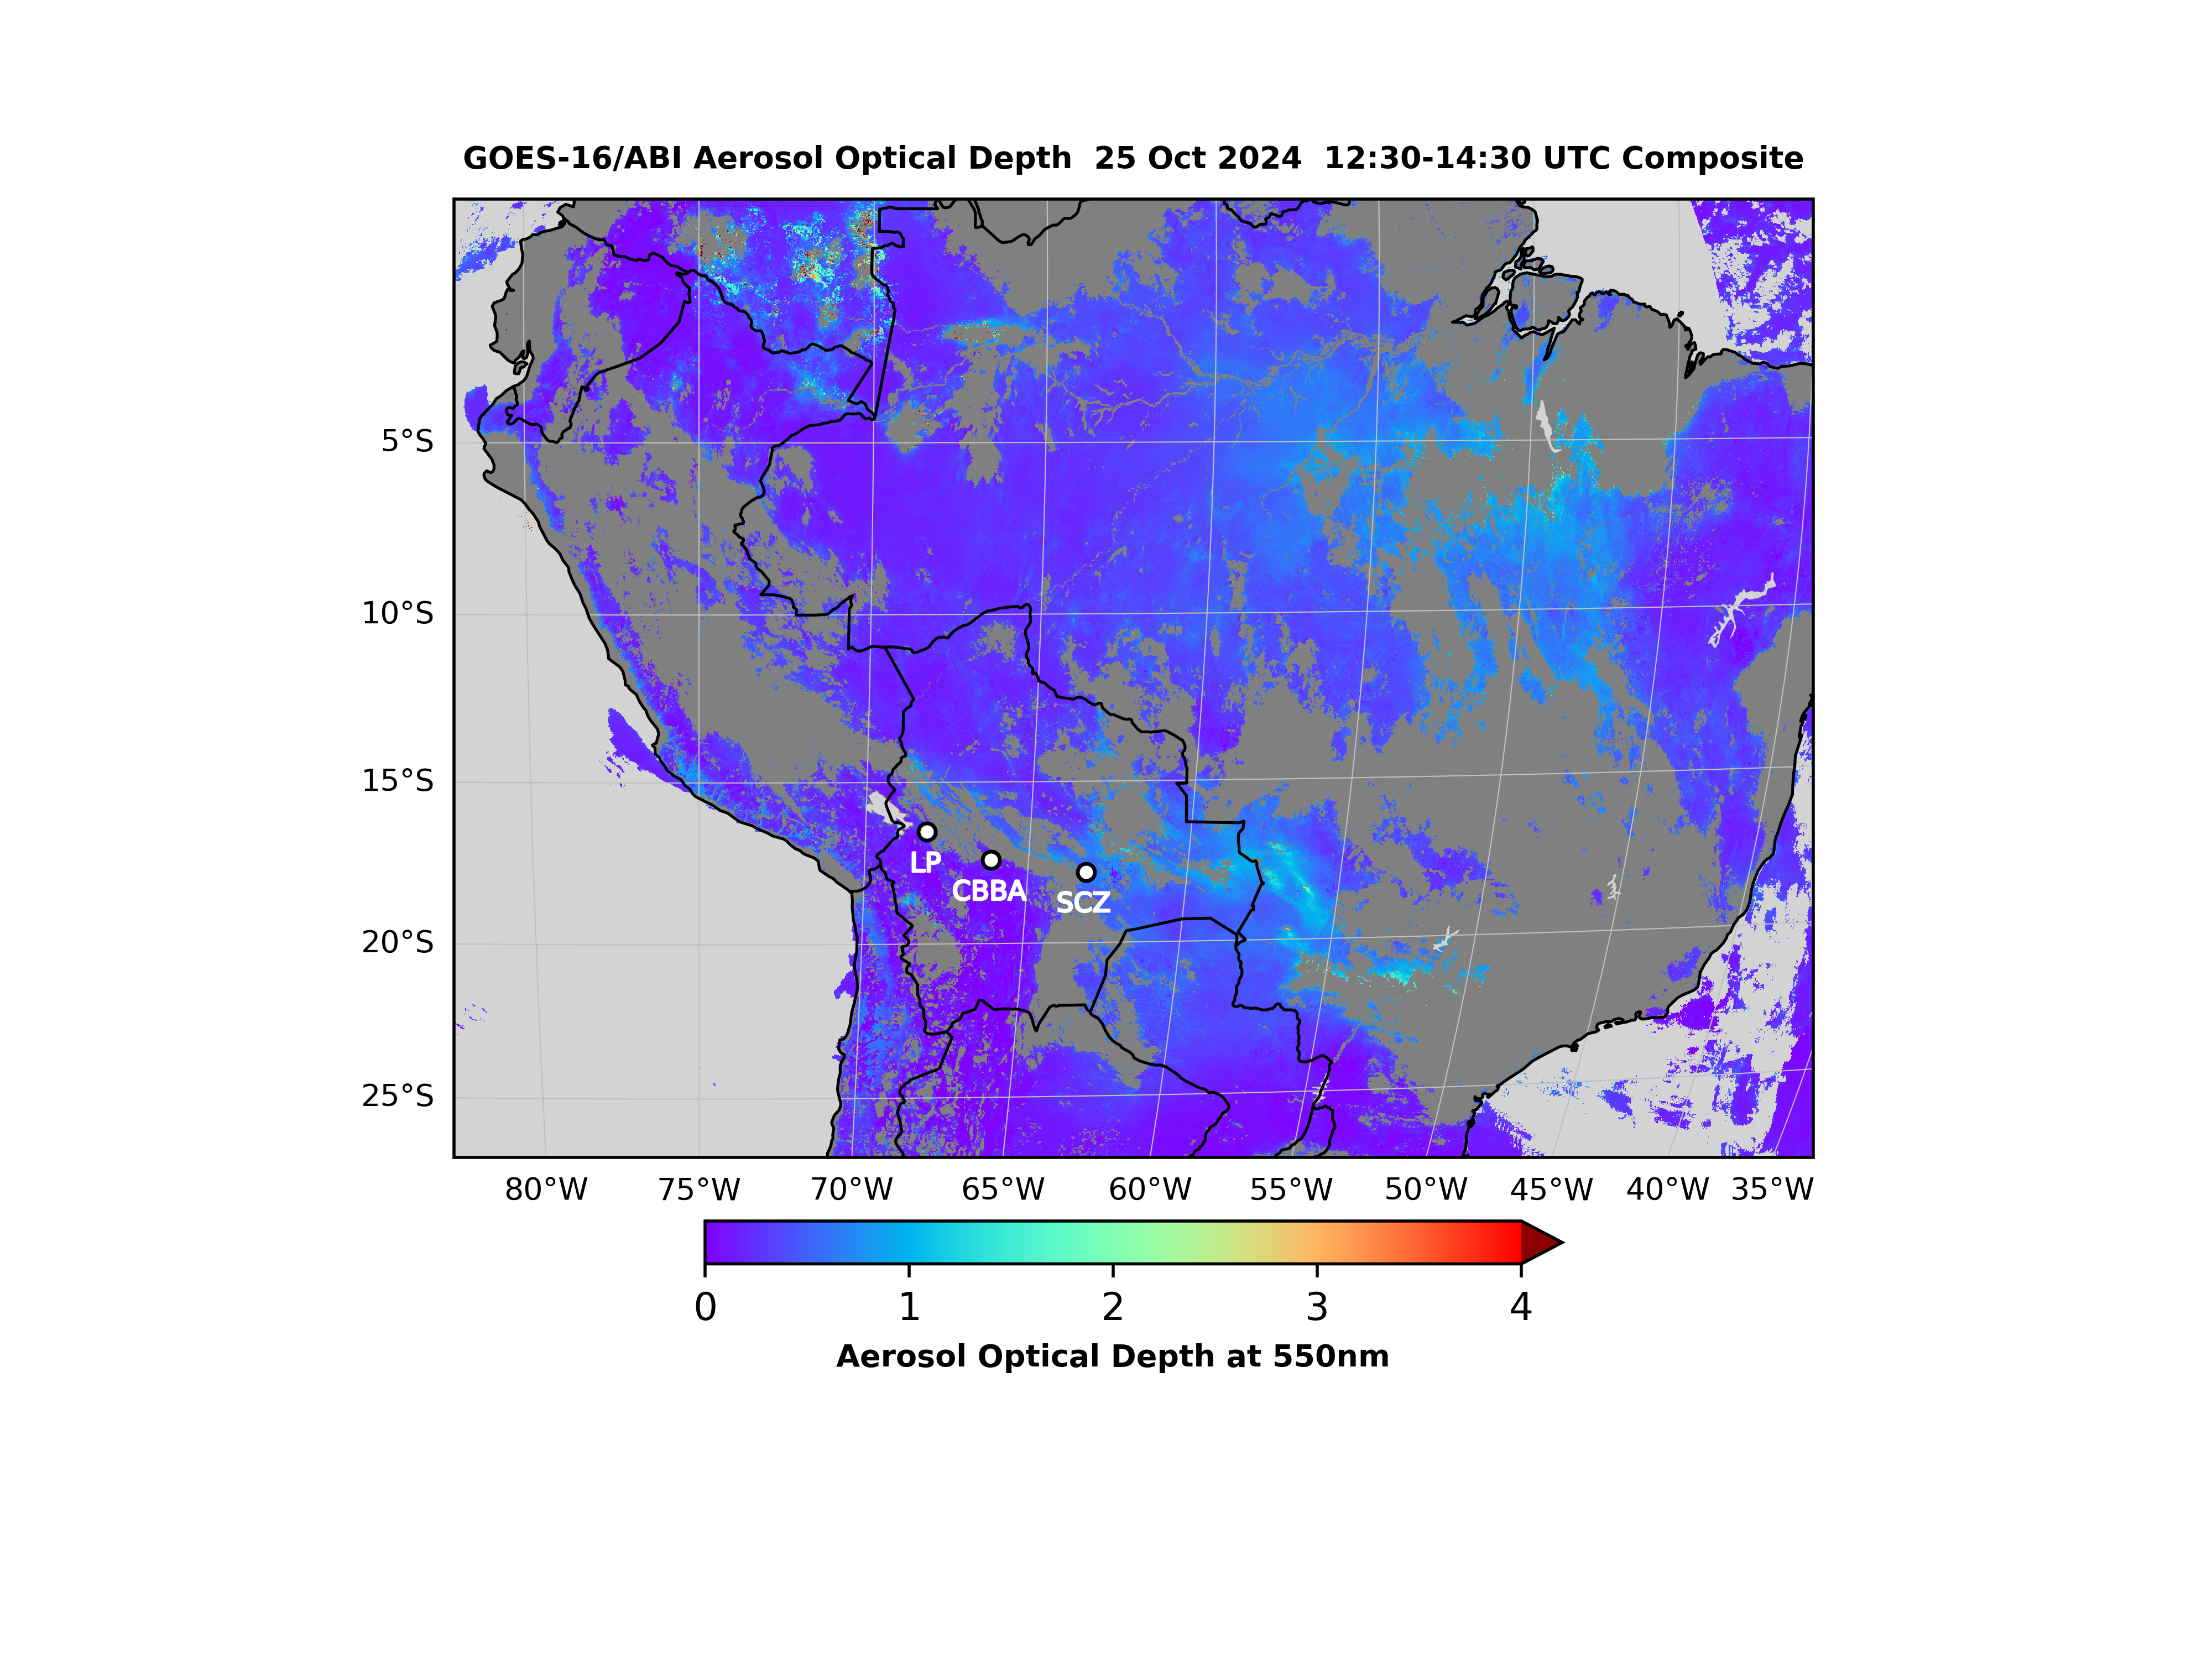 GOES-16/ABI Aerosol Optical Depth  25 Oct 2024  12:30-14:30 UTC Composite
5°S
10°S
15°S
LP
CBBA
SCZ
20°S
25°S
80°W 75°W 70°W 65°W 60°W 55°W 50°W 45°W 40°W 35°W
0 1 2 3 4
Aerosol Optical Depth at 550nm